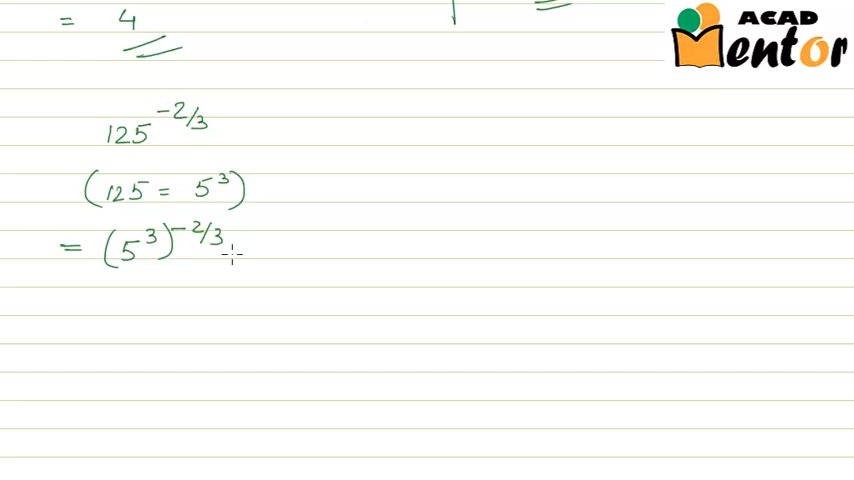 = 4
ACAD
Mentor
125^{-2/3}
(125 = 5^3)
= (5^3)^{-2/3}